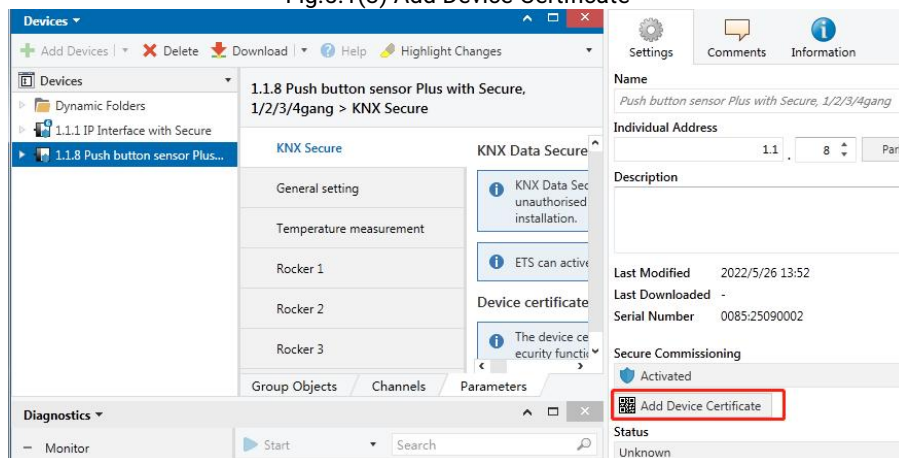 Fig.5.1(3) Add Device Certificate
Devices
Add Devices Delete Download Help Highlight Changes
Devices
Dynamic Folders
1.1.1 IP Interface with Secure
1.1.8 Push button sensor Plus...
1.1.8 Push button sensor Plus with Secure,
1/2/3/4gang > KNX Secure
KNX Secure
General setting
Temperature measurement
Rocker 1
Rocker 2
Rocker 3
KNX Data Secure
KNX Data Sec
unauthorised
installation.
ETS can active
Device certificate
The device ce
ecurity functic
Group Objects Channels Parameters
Diagnostics
Monitor
Start Search
Settings Comments Information
Name
Push button sensor Plus with Secure, 1/2/3/4gang
Individual Address
1.1 . 8 Par
Description
Last Modified 2022/5/26 13:52
Last Downloaded -
Serial Number 0085:25090002
Secure Commissioning
Activated
Add Device Certificate
Status
Unknown